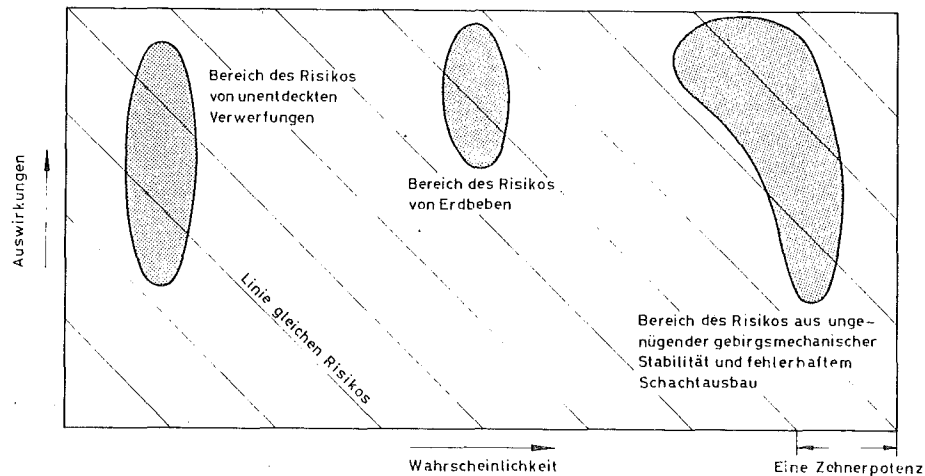 Bereich des Risikos
von unentdeckten
Verwerfungen
Bereich des Risikos
von Erdbeben
Auswirkungen
Linie gleichen Risikos
Bereich des Risikos aus unge-
nügender gebirgsmechanischer
Stabilität und fehlerhaftem
Schachtausbau
Wahrscheinlichkeit
Eine Zehnerpotenz